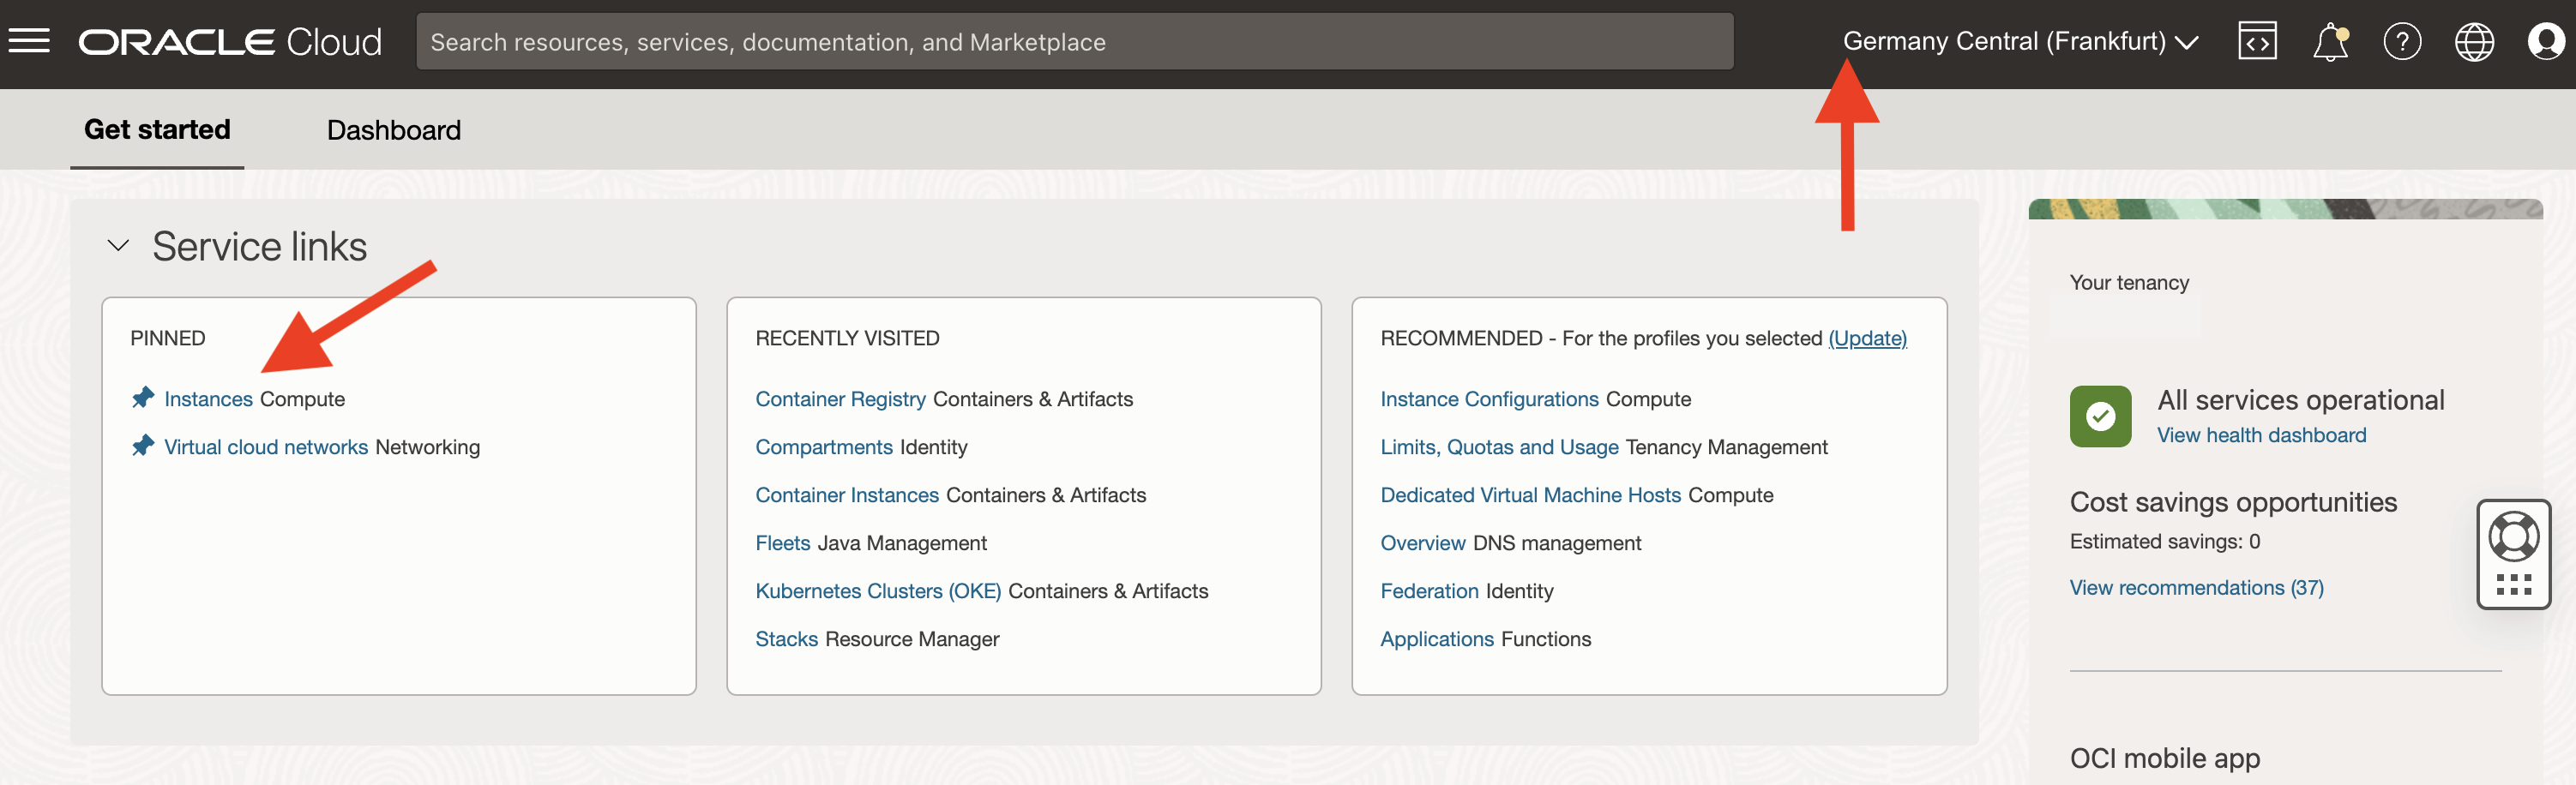 ORACLE Cloud
Search resources, services, documentation, and Marketplace
Germany Central (Frankfurt)
Get started
Dashboard
Service links
PINNED
Instances Compute
Virtual cloud networks Networking
RECENTLY VISITED
Container Registry Containers & Artifacts
Compartments Identity
Container Instances Containers & Artifacts
Fleets Java Management
Kubernetes Clusters (OKE) Containers & Artifacts
Stacks Resource Manager
RECOMMENDED - For the profiles you selected (Update)
Instance Configurations Compute
Limits, Quotas and Usage Tenancy Management
Dedicated Virtual Machine Hosts Compute
Overview DNS management
Federation Identity
Applications Functions
Your tenancy
All services operational
View health dashboard
Cost savings opportunities
Estimated savings: 0
View recommendations (37)
OCI mobile app